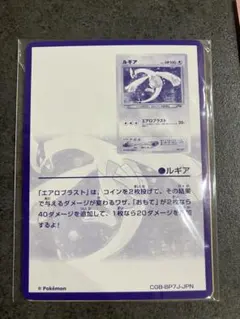 ルギア
エアロブラスト
●ルギア
「エアロブラスト」は、コインを2枚投げて、その結果
で与えるダメージが変わるワザ。「おもて」が2枚なら
40ダメージを追加して、1枚なら20ダメージを追加
するよ!
© Pokémon
CGB-BP7J-JPN